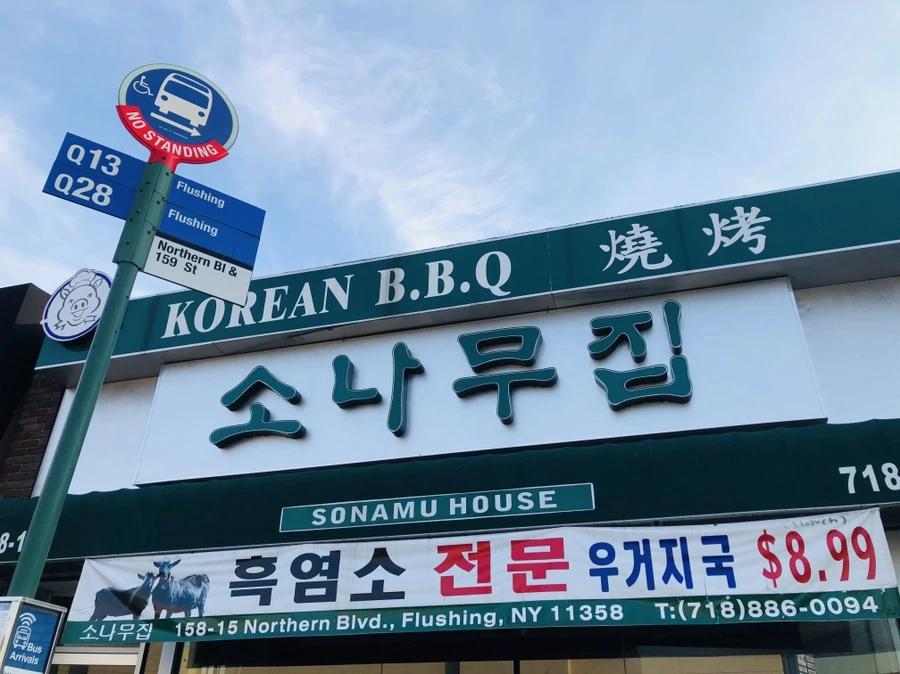 NO STANDING
Q13 Flushing
Q28 Flushing
Northern Bl &
159 St
KOREAN B.B.Q 燒烤
소나무집
718
SONAMU HOUSE
(LUNCH)
흑염소 전문 우거지국 $8.99
소나무집 158-15 Northern Blvd., Flushing, NY 11358 T:(718)886-0094
Bus
Arrivals